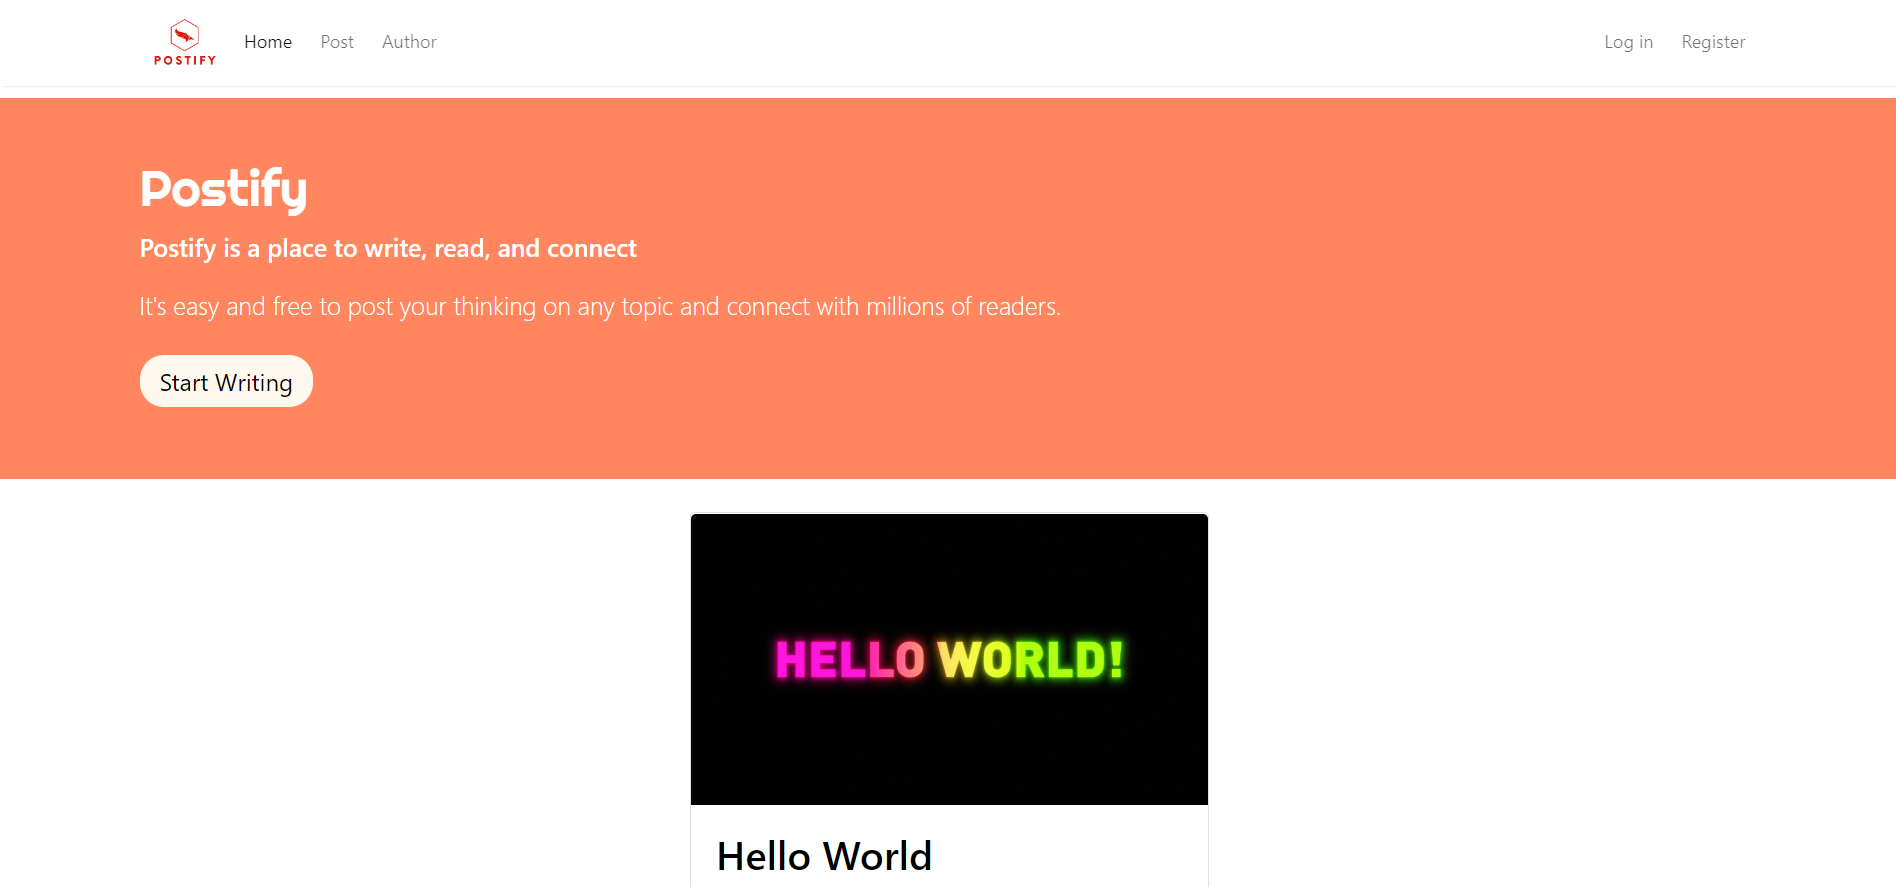 POSTIFY
Home Post Author
Log in Register
Postify
Postify is a place to write, read, and connect
It's easy and free to post your thinking on any topic and connect with millions of readers.
Start Writing
HELLO WORLD!
Hello World